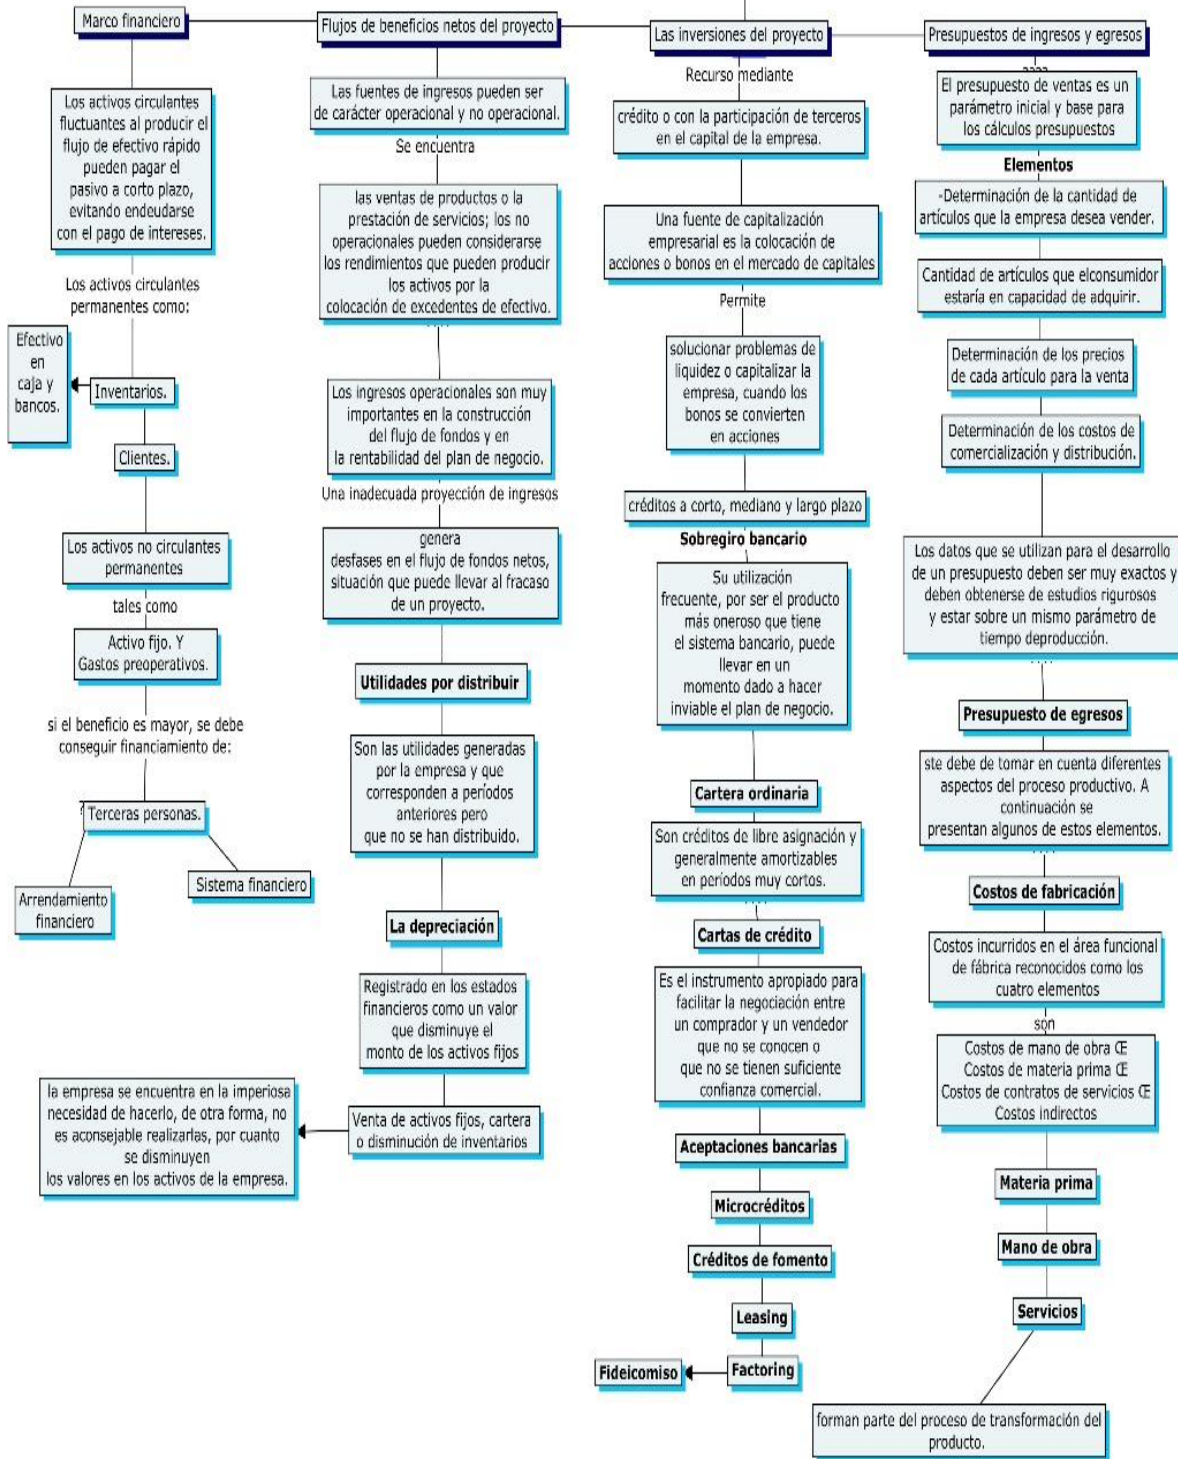 Marco financiero
Los activos circulantes
fluctuantes al producir el
flujo de efectivo rápido
pueden pagar el
pasivo a corto plazo,
evitando endeudarse
con el pago de intereses.
Los activos circulantes
permanentes como:
Efectivo
en
caja y
bancos.
Inventarios.
Clientes.
Los activos no circulantes
permanentes
tales como
Activo fijo. Y
Gastos preoperativos.
si el beneficio es mayor, se debe
conseguir financiamiento de:
Terceras personas.
Arrendamiento
financiero
Sistema financiero
Flujos de beneficios netos del proyecto
Las fuentes de ingresos pueden ser
de carácter operacional y no operacional.
Se encuentra
las ventas de productos o la
prestación de servicios; los no
operacionales pueden considerarse
los rendimientos que pueden producir
los activos por la
colocación de excedentes de efectivo.
....
Los ingresos operacionales son muy
importantes en la construcción
del flujo de fondos y en
la rentabilidad del plan de negocio.
Una inadecuada proyección de ingresos
genera
desfases en el flujo de fondos netos,
situación que puede llevar al fracaso
de un proyecto.
Utilidades por distribuir
Son las utilidades generadas
por la empresa y que
corresponden a períodos
anteriores pero
que no se han distribuido.
La depreciación
Registrado en los estados
financieros como un valor
que disminuye el
monto de los activos fijos
Venta de activos fijos, cartera
o disminución de inventarios
la empresa se encuentra en la imperiosa
necesidad de hacerlo, de otra forma, no
es aconsejable realizarlas, por cuanto
se disminuyen
los valores en los activos de la empresa.
Las inversiones del proyecto
Recurso mediante
crédito o con la participación de terceros
en el capital de la empresa.
Una fuente de capitalización
empresarial es la colocación de
acciones o bonos en el mercado de capitales
Permite
solucionar problemas de
liquidez o capitalizar la
empresa, cuando los
bonos se convierten
en acciones
créditos a corto, mediano y largo plazo
Sobregiro bancario
Su utilización
frecuente, por ser el producto
más oneroso que tiene
el sistema bancario, puede
llevar en un
momento dado a hacer
inviable el plan de negocio.
Cartera ordinaria
Son créditos de libre asignación y
generalmente amortizables
en períodos muy cortos.
....
Cartas de crédito
Es el instrumento apropiado para
facilitar la negociación entre
un comprador y un vendedor
que no se conocen o
que no se tienen suficiente
confianza comercial.
Aceptaciones bancarias
Microcréditos
Créditos de fomento
Leasing
Factoring
Fideicomiso
Presupuestos de ingresos y egresos
El presupuesto de ventas es un
parámetro inicial y base para
los cálculos presupuestos
Elementos
-Determinación de la cantidad de
artículos que la empresa desea vender.
Cantidad de artículos que elconsumidor
estaría en capacidad de adquirir.
Determinación de los precios
de cada artículo para la venta
Determinación de los costos de
comercialización y distribución.
Los datos que se utilizan para el desarrollo
de un presupuesto deben ser muy exactos y
deben obtenerse de estudios rigurosos
y estar sobre un mismo parámetro de
tiempo deproducción.
....
Presupuesto de egresos
ste debe de tomar en cuenta diferentes
aspectos del proceso productivo. A
continuación se
presentan algunos de estos elementos.
....
Costos de fabricación
Costos incurridos en el área funcional
de fábrica reconocidos como los
cuatro elementos
son
Costos de mano de obra Œ
Costos de materia prima Œ
Costos de contratos de servicios Œ
Costos indirectos
Materia prima
Mano de obra
Servicios
forman parte del proceso de transformación del
producto.